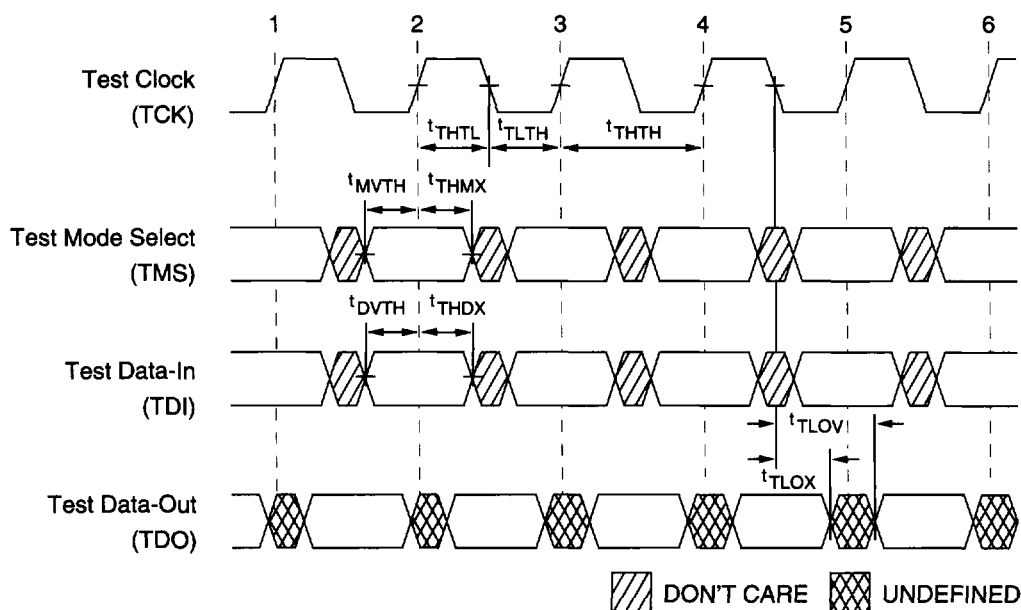 1 2 3 4 5 6
Test Clock
(TCK)
tTHTL tTLTH tTHTH
tMVTH tTHMX
Test Mode Select
(TMS)
tDVTH tTHDX
Test Data-In
(TDI)
tTLOV
tTLOX
Test Data-Out
(TDO)
DON'T CARE UNDEFINED